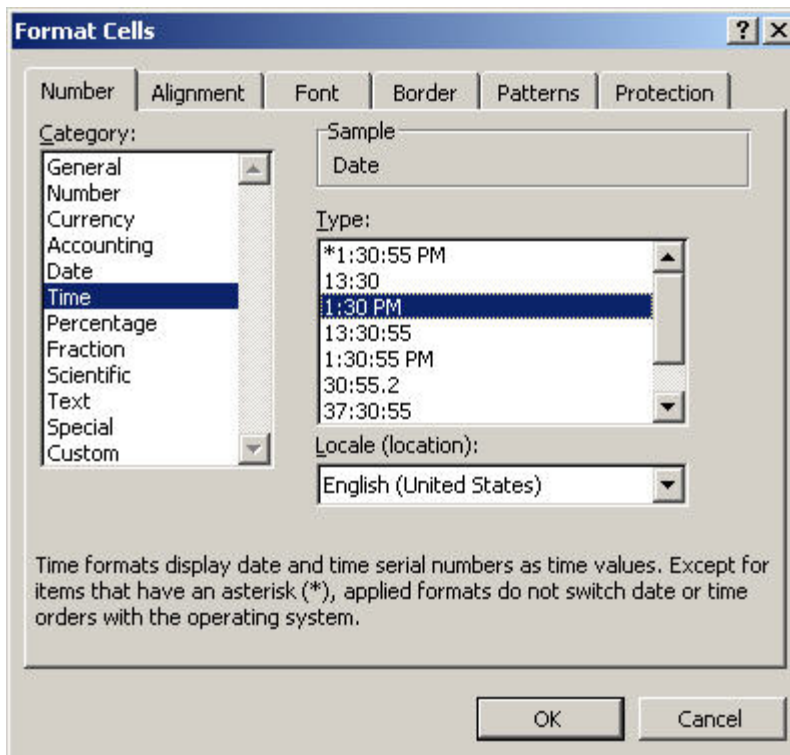 Format Cells
Number Alignment Font Border Patterns Protection
Category:
General
Number
Currency
Accounting
Date
Time
Percentage
Fraction
Scientific
Text
Special
Custom
Sample
Date
Type:
*1:30:55 PM
13:30
1:30 PM
13:30:55
1:30:55 PM
30:55.2
37:30:55
Locale (location):
English (United States)
Time formats display date and time serial numbers as time values. Except for
items that have an asterisk (*), applied formats do not switch date or time
orders with the operating system.
OK Cancel